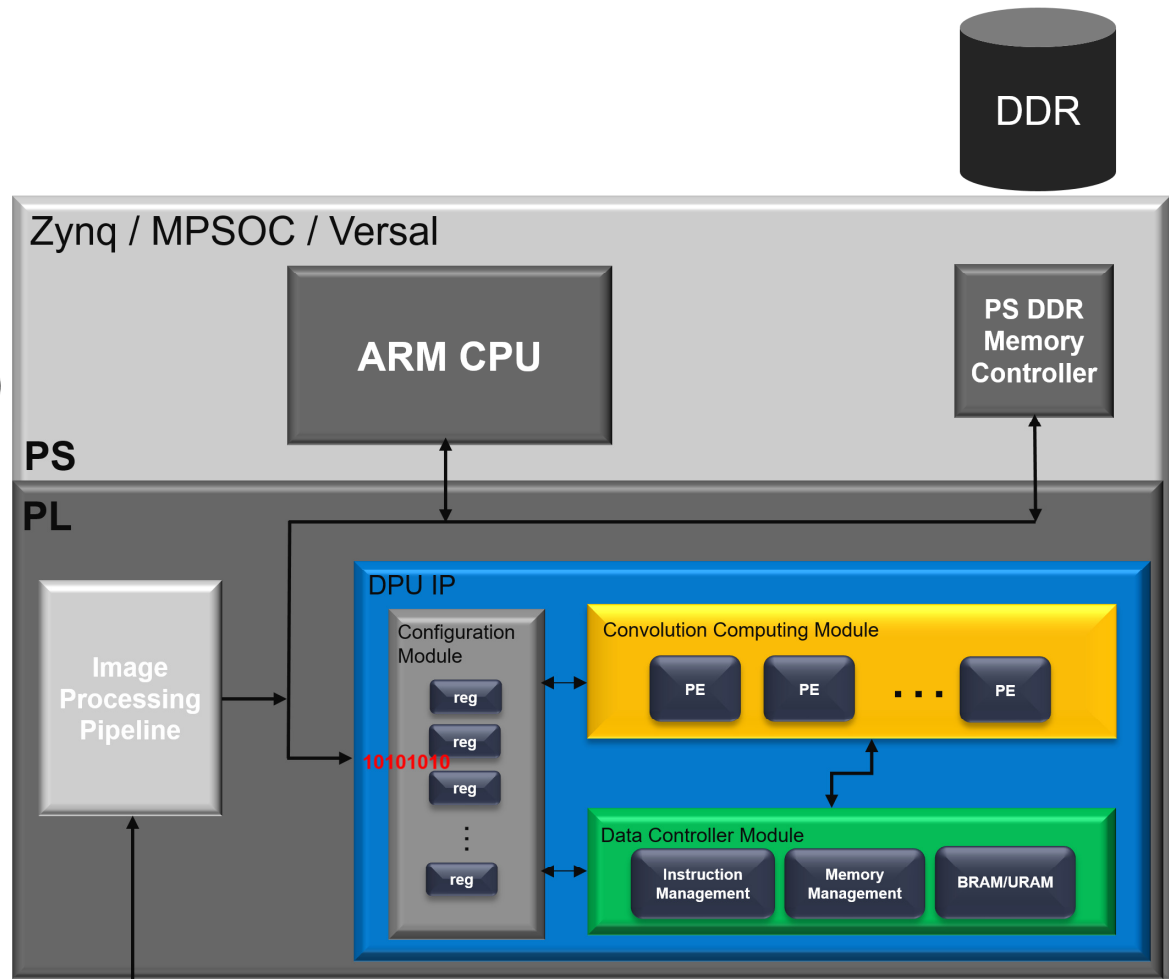 DDR
Zynq / MPSOC / Versal
ARM CPU
PS DDR
Memory
Controller
PS
PL
Image
Processing
Pipeline
DPU IP
Configuration
Module
reg
reg
10101010
reg
reg
Convolution Computing Module
PE
PE
. . .
PE
Data Controller Module
Instruction
Management
Memory
Management
BRAM/URAM